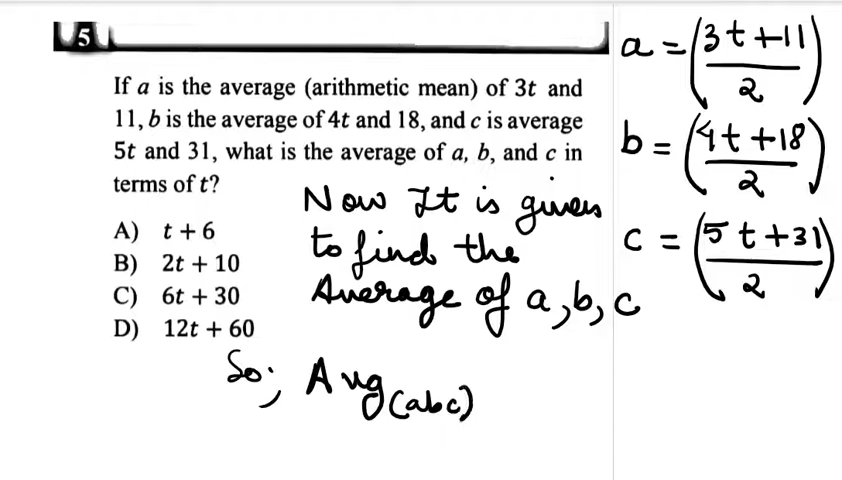 5
If a is the average (arithmetic mean) of 3t and
11, b is the average of 4t and 18, and c is average
5t and 31, what is the average of a, b, and c in
terms of t?
A) t + 6
B) 2t + 10
C) 6t + 30
D) 12t + 60
Now It is given
to find the
Average of a, b, c
So; Avg(abc)
a = (3t+11/2)
b = (4t+18/2)
c = (5t+31/2)